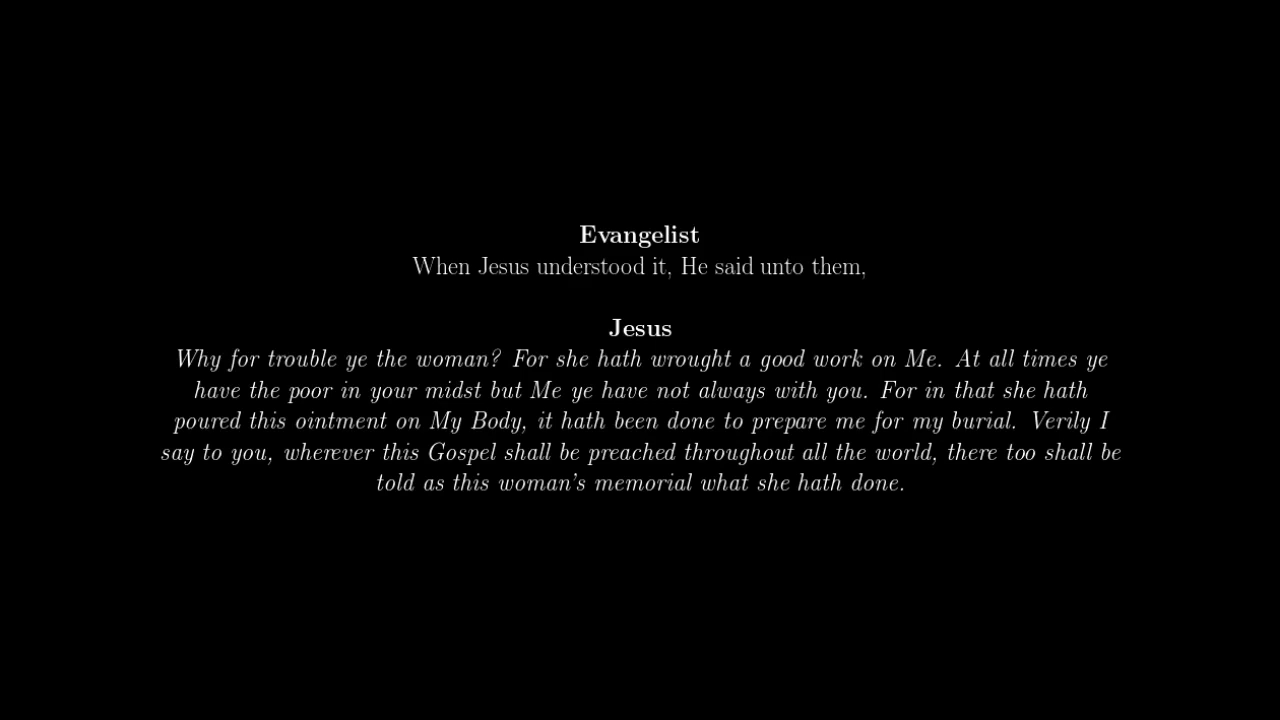 Evangelist
When Jesus understood it, He said unto them,
Jesus
Why for trouble ye the woman? For she hath wrought a good work on Me. At all times ye
have the poor in your midst but Me ye have not always with you. For in that she hath
poured this ointment on My Body, it hath been done to prepare me for my burial. Verily I
say to you, wherever this Gospel shall be preached throughout all the world, there too shall be
told as this woman's memorial what she hath done.